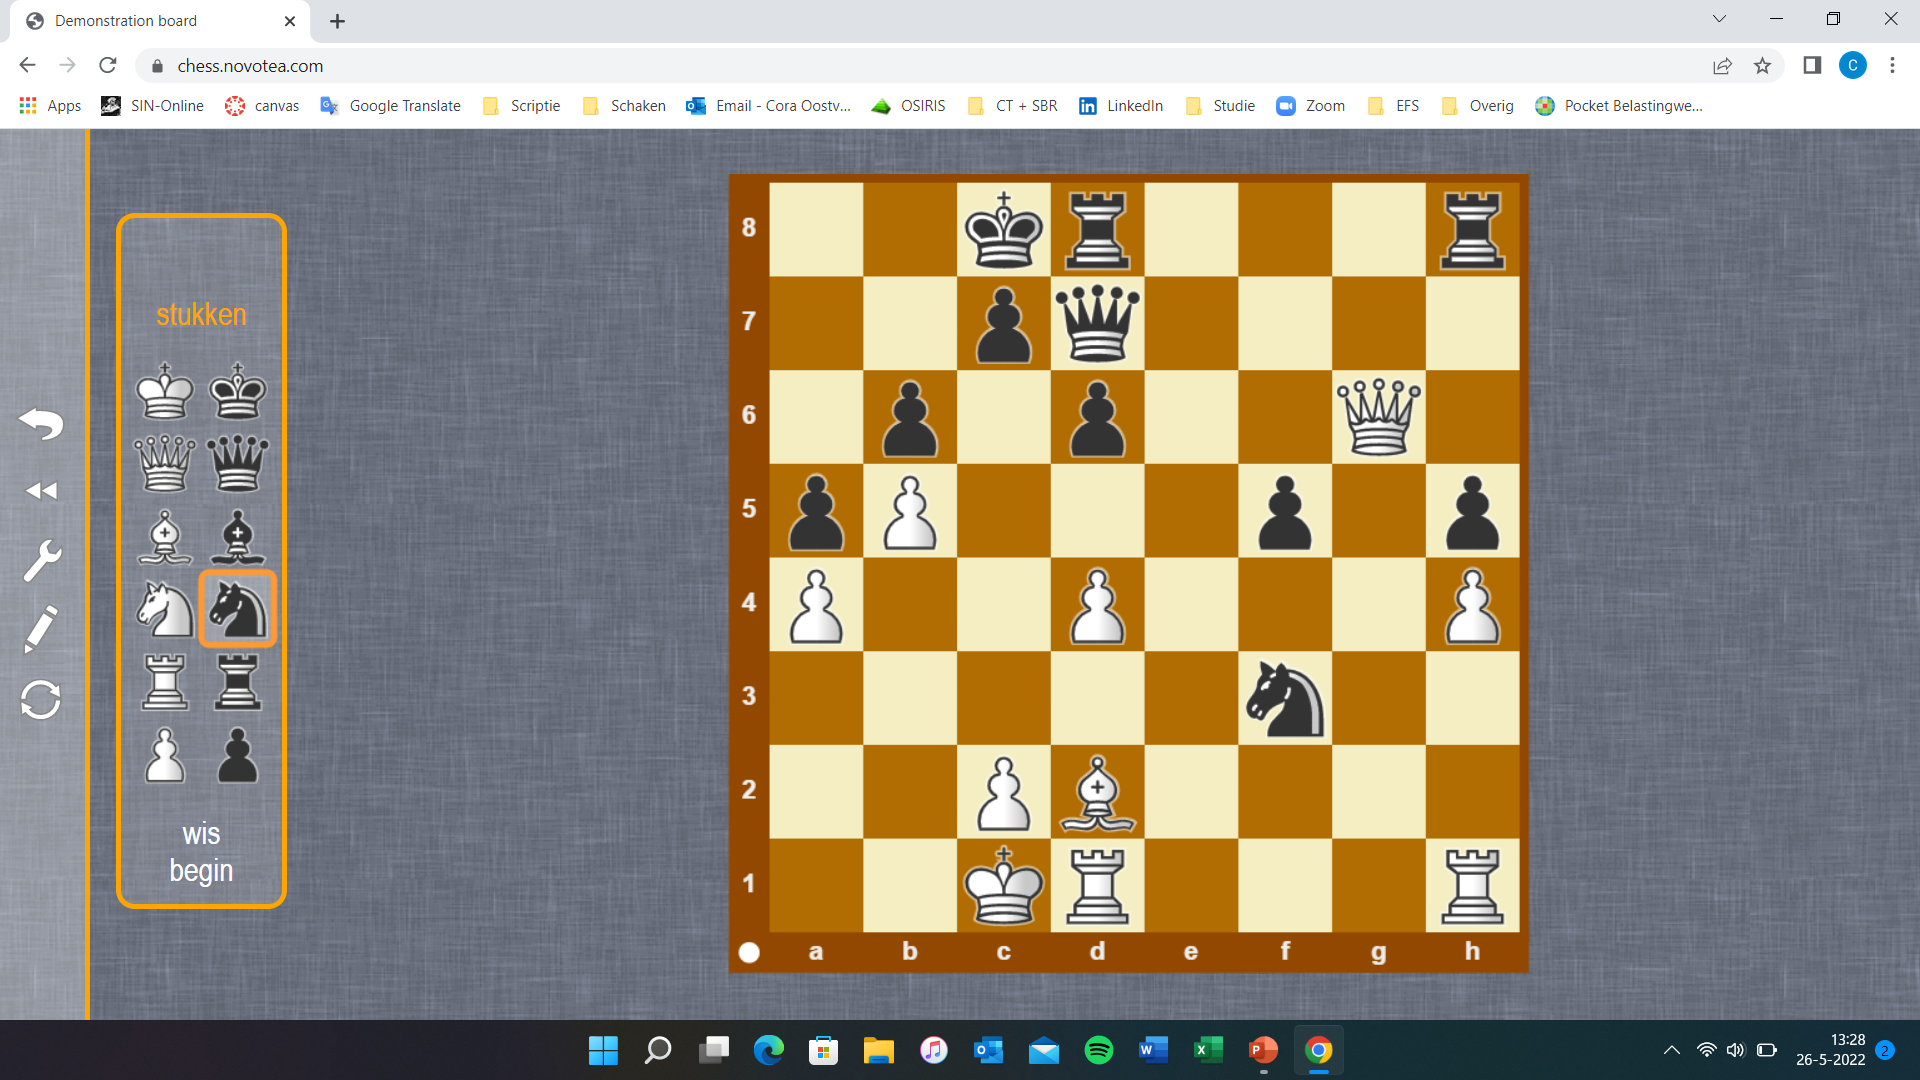 Demonstration board
chess.novotea.com
C
Apps SIN-Online canvas Google Translate Scriptie Schaken Email - Cora Oostv... OSIRIS CT + SBR LinkedIn Studie Zoom EFS Overig Pocket Belastingwe...
stukken
wis
begin
8
7
6
5
4
3
2
1
a b c d e f g h
13:28
26-5-2022
2